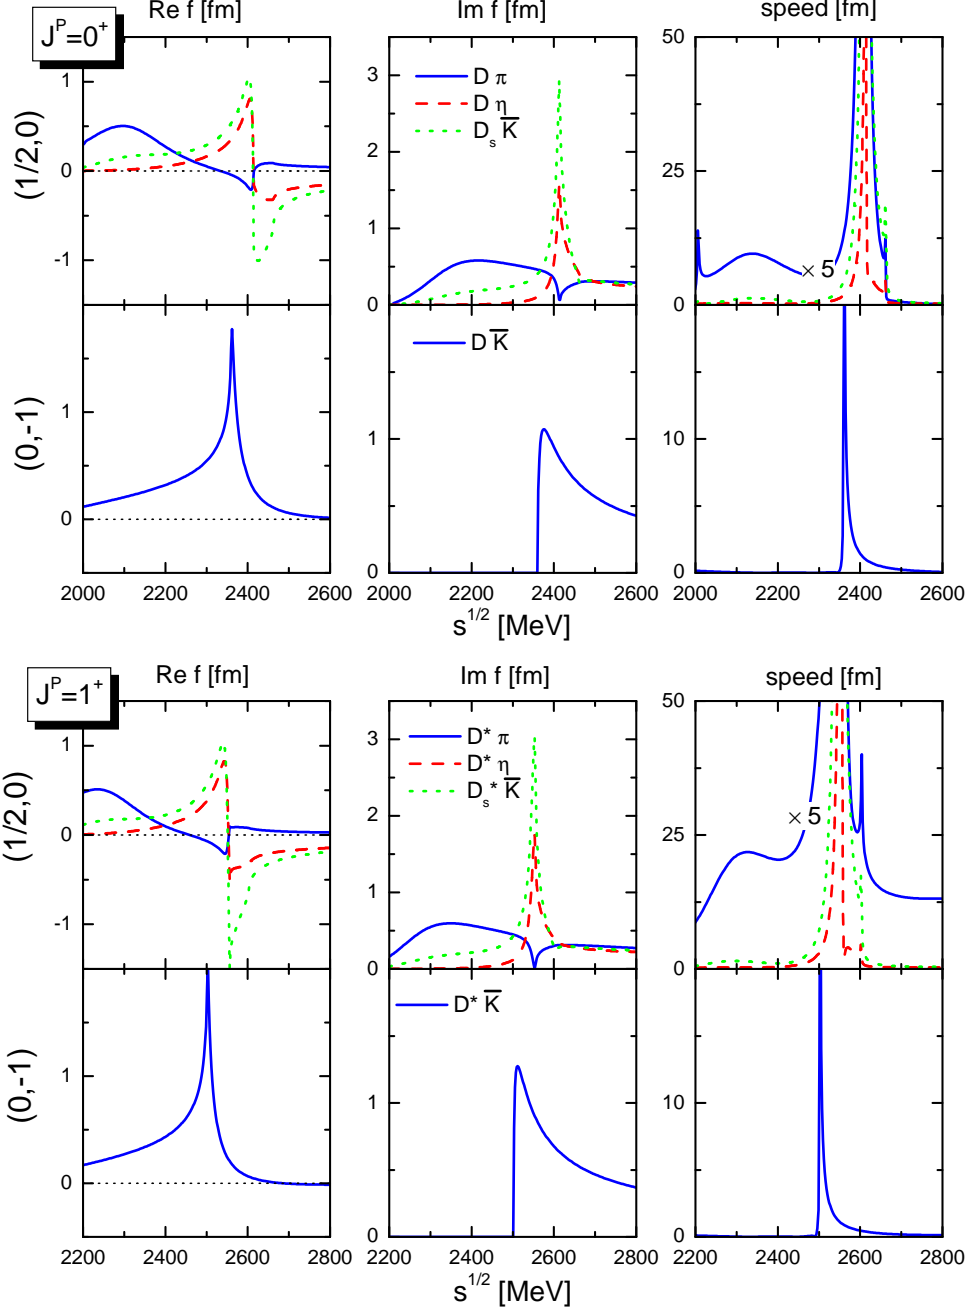 Re f [fm] Im f [fm] speed [fm]
J^P=0^+
(1/2,0)
1
0
-1
3
2
1
0
D π
D η
D_s K̅
50
25
0
× 5
(0,-1)
1
0
1
0
D K̅
10
0
2000 2200 2400 2600 2000 2200 2400 2600 2000 2200 2400 2600
s^{1/2} [MeV]
J^P=1^+
Re f [fm] Im f [fm] speed [fm]
(1/2,0)
1
0
-1
3
2
1
0
D* π
D* η
D_s* K̅
50
25
0
× 5
(0,-1)
1
0
1
0
D* K̅
10
0
2200 2400 2600 2800 2200 2400 2600 2800 2200 2400 2600 2800
s^{1/2} [MeV]